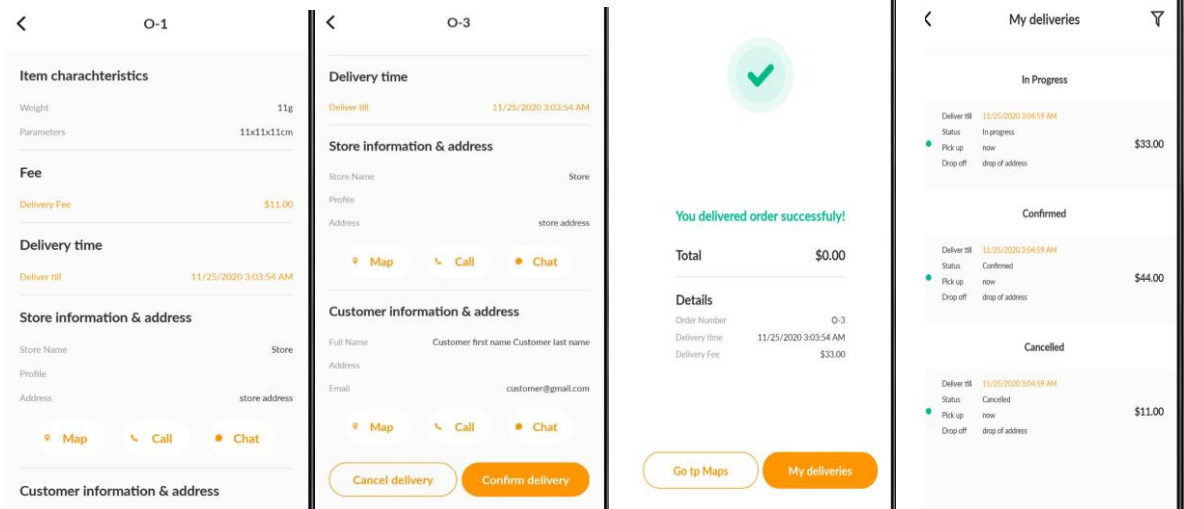 O-1
Item charachteristics
Weight 11g
Parameters 11x11x11cm
Fee
Delivery Fee $11.00
Delivery time
Deliver till 11/25/2020 3:03:54 AM
Store information & address
Store Name Store
Profile
Address store address
Map Call Chat
Customer information & address
O-3
Delivery time
Deliver till 11/25/2020 3:03:54 AM
Store information & address
Store Name Store
Profile
Address store address
Map Call Chat
Customer information & address
Full Name Customer first name Customer last name
Address
Email customer@gmail.com
Map Call Chat
Cancel delivery Confirm delivery
You delivered order successfuly!
Total $0.00
Details
Order Number O-3
Delivery time 11/25/2020 3:03:54 AM
Delivery Fee $33.00
Go tp Maps My deliveries
My deliveries
In Progress
Deliver till 11/25/2020 3:04:59 AM
Status In progress
Pick up now
$33.00
Drop off drop of address
Confirmed
Deliver till 11/25/2020 3:04:59 AM
Status Confirmed
Pick up now
$44.00
Drop off drop of address
Cancelled
Deliver till 11/25/2020 3:04:59 AM
Status Cancelled
Pick up now
$11.00
Drop off drop of address